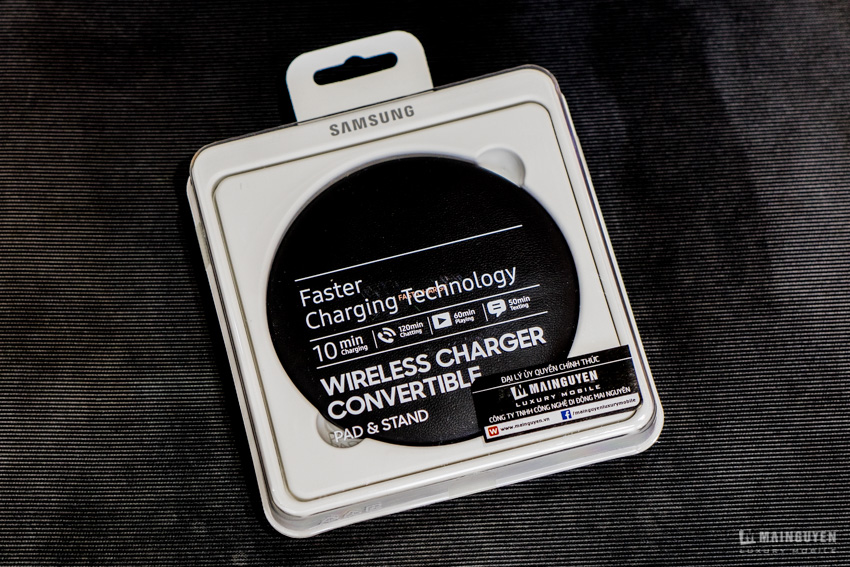 SAMSUNG
Faster
Charging Technology
10 min Charging
120min Chatting
60min Playing
50min Texting
WIRELESS CHARGER
CONVERTIBLE
PAD & STAND
ĐẠI LÝ ỦY QUYỀN CHÍNH THỨC
MAINGUYEN
LUXURY MOBILE
CÔNG TY TNHH CÔNG NGHỆ DI ĐỘNG MAI NGUYÊN
www.mainguyen.vn
/mainguyenluxurymobile
MAINGUYEN
LUXURY MOBILE